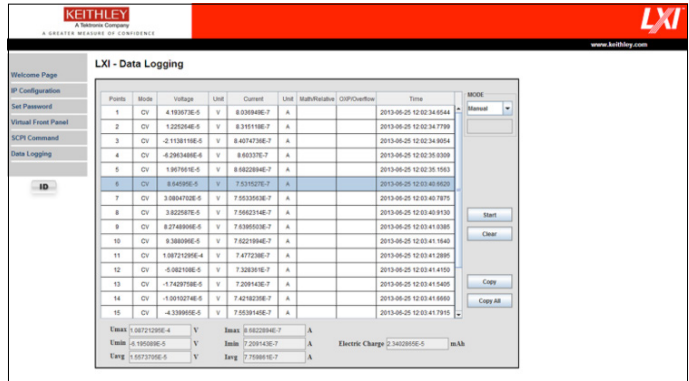 KEITHLEY
A Tektronix Company
A GREATER MEASURE OF CONFIDENCE
LXI
www.keithley.com
Welcome Page
IP Configuration
Set Password
Virtual Front Panel
SCPI Command
Data Logging
ID
LXI - Data Logging
Points Mode Voltage Unit Current Unit Math/Relative OXP/Overflow Time
1 CV 4.193673E-5 V 8.036949E-7 A 2013-06-25 12:02:34.6544
2 CV 1.225264E-5 V 8.315118E-7 A 2013-06-25 12:02:34.7799
3 CV -2.1138116E-5 V 8.4074736E-7 A 2013-06-25 12:02:34.9054
4 CV -6.2963486E-6 V 8.60337E-7 A 2013-06-25 12:02:35.0309
5 CV 1.967661E-5 V 8.6822894E-7 A 2013-06-25 12:02:35.1563
6 CV 8.54595E-5 V 7.531527E-7 A 2013-06-25 12:03:40.6620
7 CV 3.0894702E-5 V 7.5533563E-7 A 2013-06-25 12:03:40.7875
8 CV 3.822587E-5 V 7.5662314E-7 A 2013-06-25 12:03:40.9130
9 CV 8.2748906E-5 V 7.6395503E-7 A 2013-06-25 12:03:41.0385
10 CV 9.388096E-5 V 7.6221994E-7 A 2013-06-25 12:03:41.1640
11 CV 1.08721295E-4 V 7.477238E-7 A 2013-06-25 12:03:41.2895
12 CV -5.082108E-5 V 7.328361E-7 A 2013-06-25 12:03:41.4150
13 CV -1.7429758E-5 V 7.209143E-7 A 2013-06-25 12:03:41.5405
14 CV -1.0010274E-5 V 7.4218235E-7 A 2013-06-25 12:03:41.6660
15 CV -4.339965E-5 V 7.5539145E-7 A 2013-06-25 12:03:41.7915
MODE
Manual
Start
Clear
Copy
Copy All
Umax 1.08721295E-4 V Imax 8.6822894E-7 A
Umin -6.195089E-5 V Imin 7.209143E-7 A Electric Charge 2.3402865E-5 mAh
Uavg 1.5573705E-5 V Iavg 7.759861E-7 A